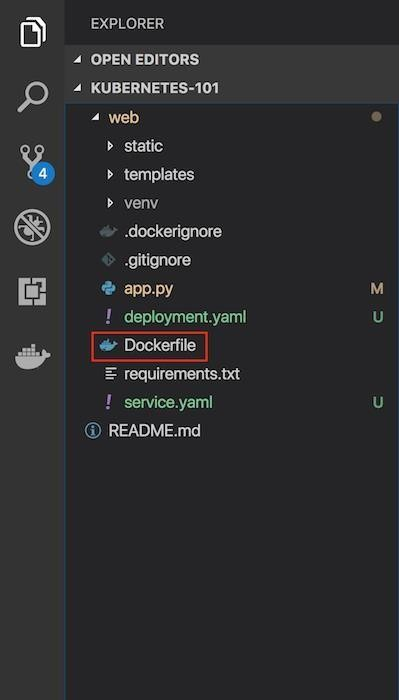 EXPLORER
OPEN EDITORS
KUBERNETES-101
web
static
templates
4
venv
.dockerignore
.gitignore
app.py M
deployment.yaml U
Dockerfile
requirements.txt
service.yaml U
README.md